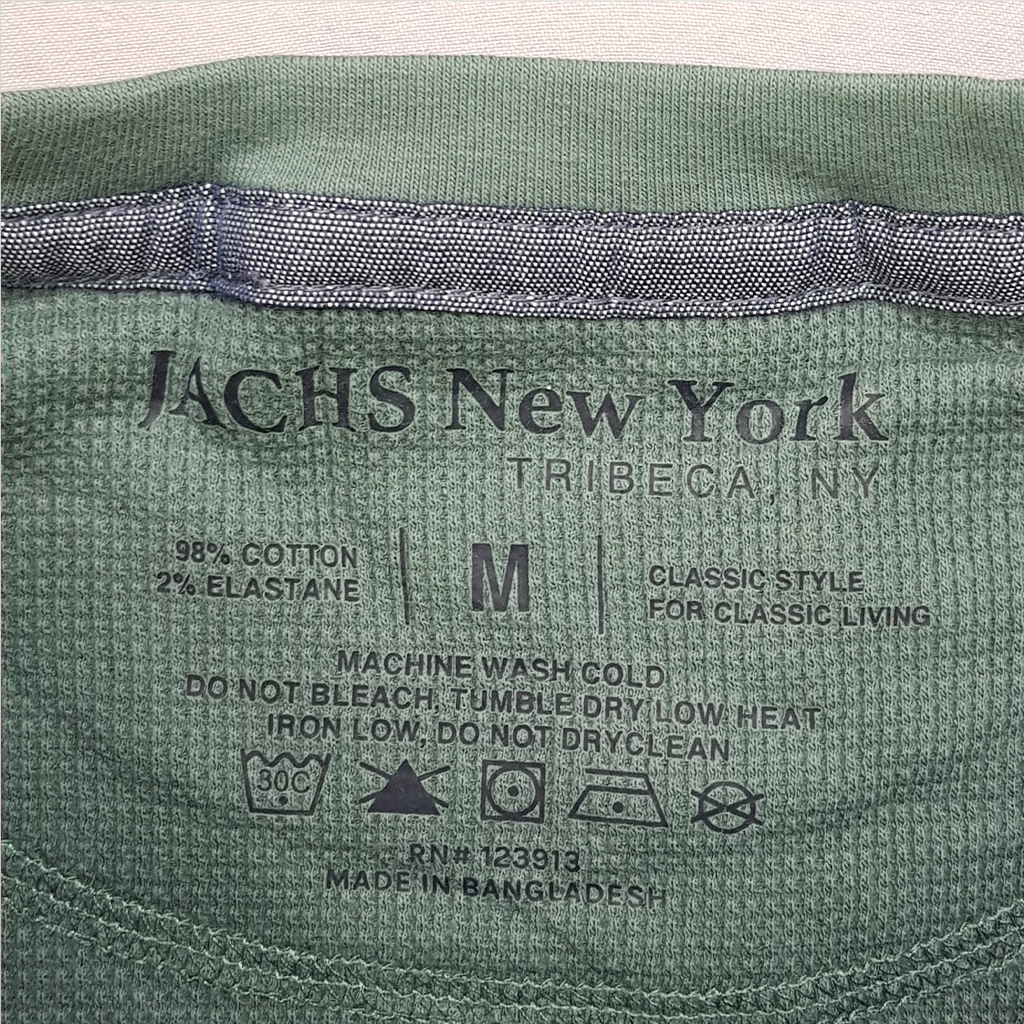 JACHS New York
TRIBECA, NY
98% COTTON
2% ELASTANE
M
CLASSIC STYLE
FOR CLASSIC LIVING
MACHINE WASH COLD
DO NOT BLEACH, TUMBLE DRY LOW HEAT
IRON LOW, DO NOT DRYCLEAN
30C
RN# 123913
MADE IN BANGLADESH